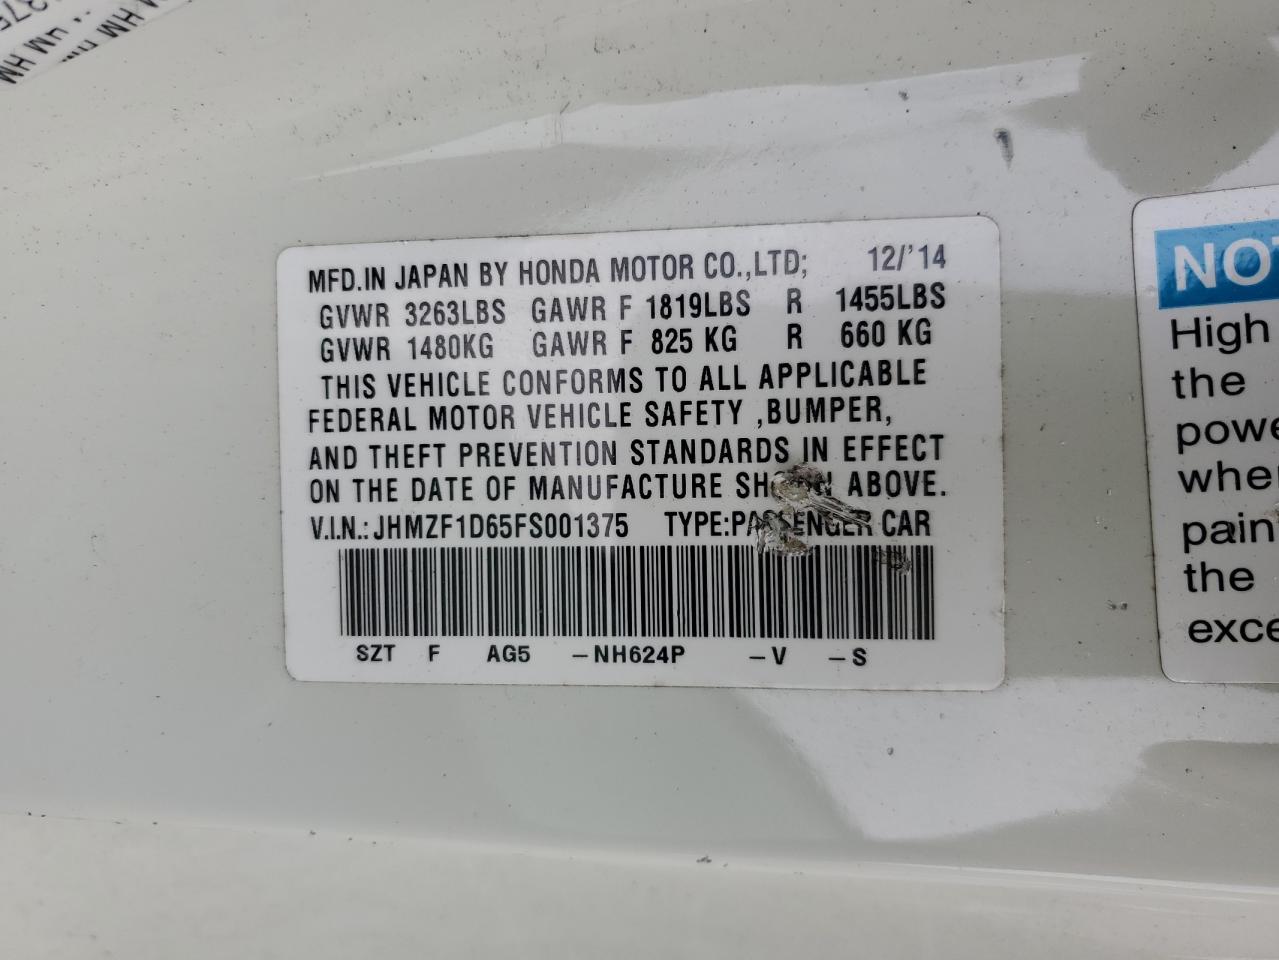 MFD.IN JAPAN BY HONDA MOTOR CO.,LTD; 12/'14
GVWR 3263LBS GAWR F 1819LBS R 1455LBS
GVWR 1480KG GAWR F 825 KG R 660 KG
THIS VEHICLE CONFORMS TO ALL APPLICABLE
FEDERAL MOTOR VEHICLE SAFETY ,BUMPER,
AND THEFT PREVENTION STANDARDS IN EFFECT
ON THE DATE OF MANUFACTURE SHOWN ABOVE.
V.I.N.:JHMZF1D65FS001375 TYPE:PASSENGER CAR
SZT F AG5 -NH624P -V -S
NOT
High
the
powe
whe
pain
the
exce